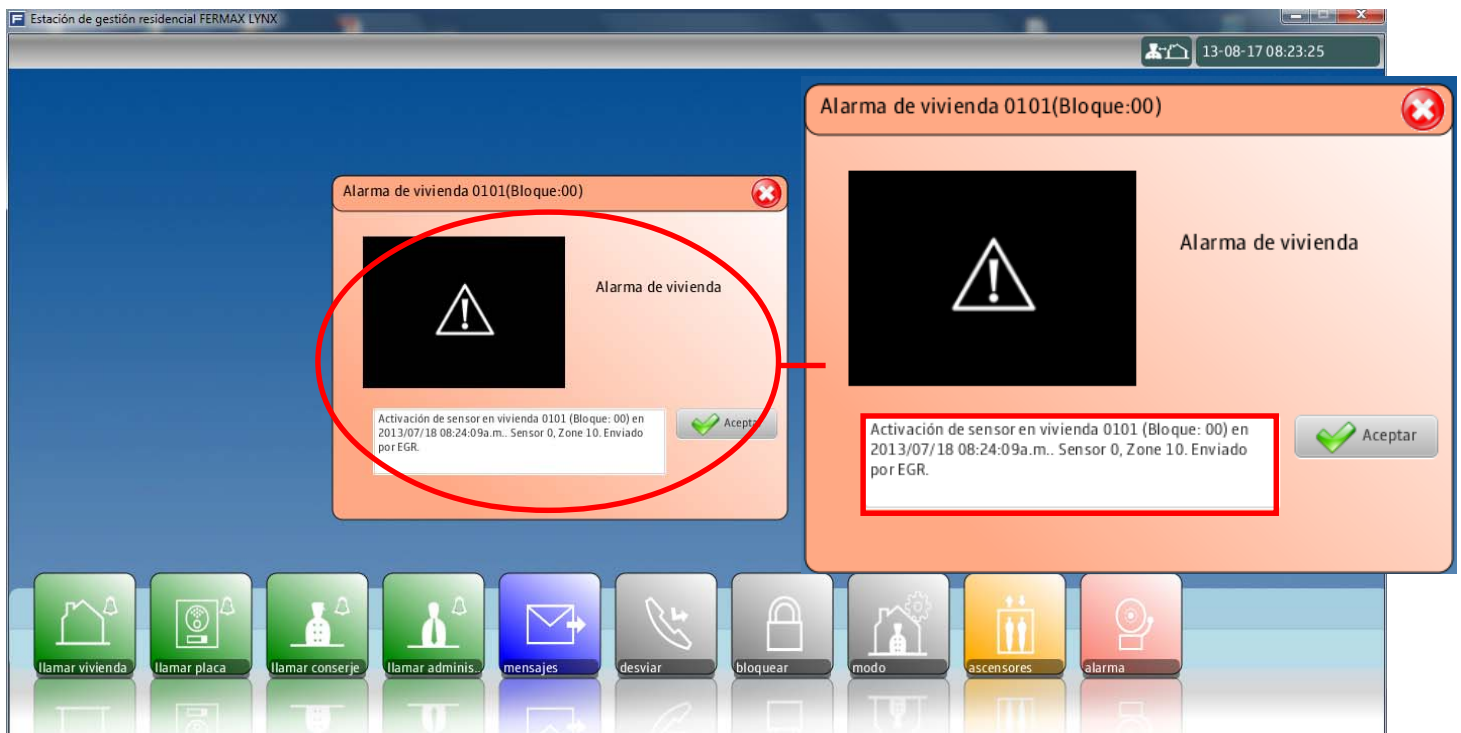 Estación de gestión residencial FERMAX LYNX
13-08-17 08:23:25
Alarma de vivienda 0101(Bloque:00)
Alarma de vivienda
Activación de sensor en vivienda 0101 (Bloque: 00) en
2013/07/18 08:24:09a.m.. Sensor 0, Zone 10. Enviado
por EGR.
Aceptar
Alarma de vivienda 0101(Bloque:00)
Alarma de vivienda
Activación de sensor en vivienda 0101 (Bloque: 00) en
2013/07/18 08:24:09a.m.. Sensor 0, Zone 10. Enviado
por EGR.
Aceptar
llamar vivienda
llamar placa
llamar conserje
llamar adminis..
mensajes
desviar
bloquear
modo
ascensores
alarma